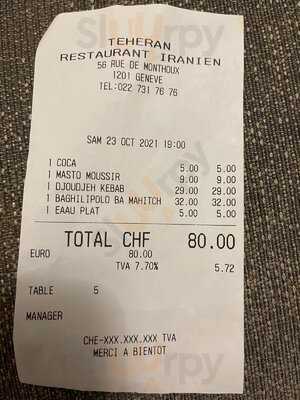 TEHERAN
RESTAURANT IRANIEN
56 RUE DE MONTHOUX
1201 GENEVE
TEL:022 731 76 76
SAM 23 OCT 2021 19:00
1 COCA 5.00 5.00
1 MASTO MOUSSIR 9.00 9.00
1 DJOUDJEH KEBAB 29.00 29.00
1 BAGHILIPOLO BA MAHITCH 32.00 32.00
1 EAAU PLAT 5.00 5.00
TOTAL CHF 80.00
EURO 80.00
TVA 7.70% 5.72
TABLE 5
MANAGER
CHE-XXX.XXX.XXX TVA
MERCI A BIENTOT